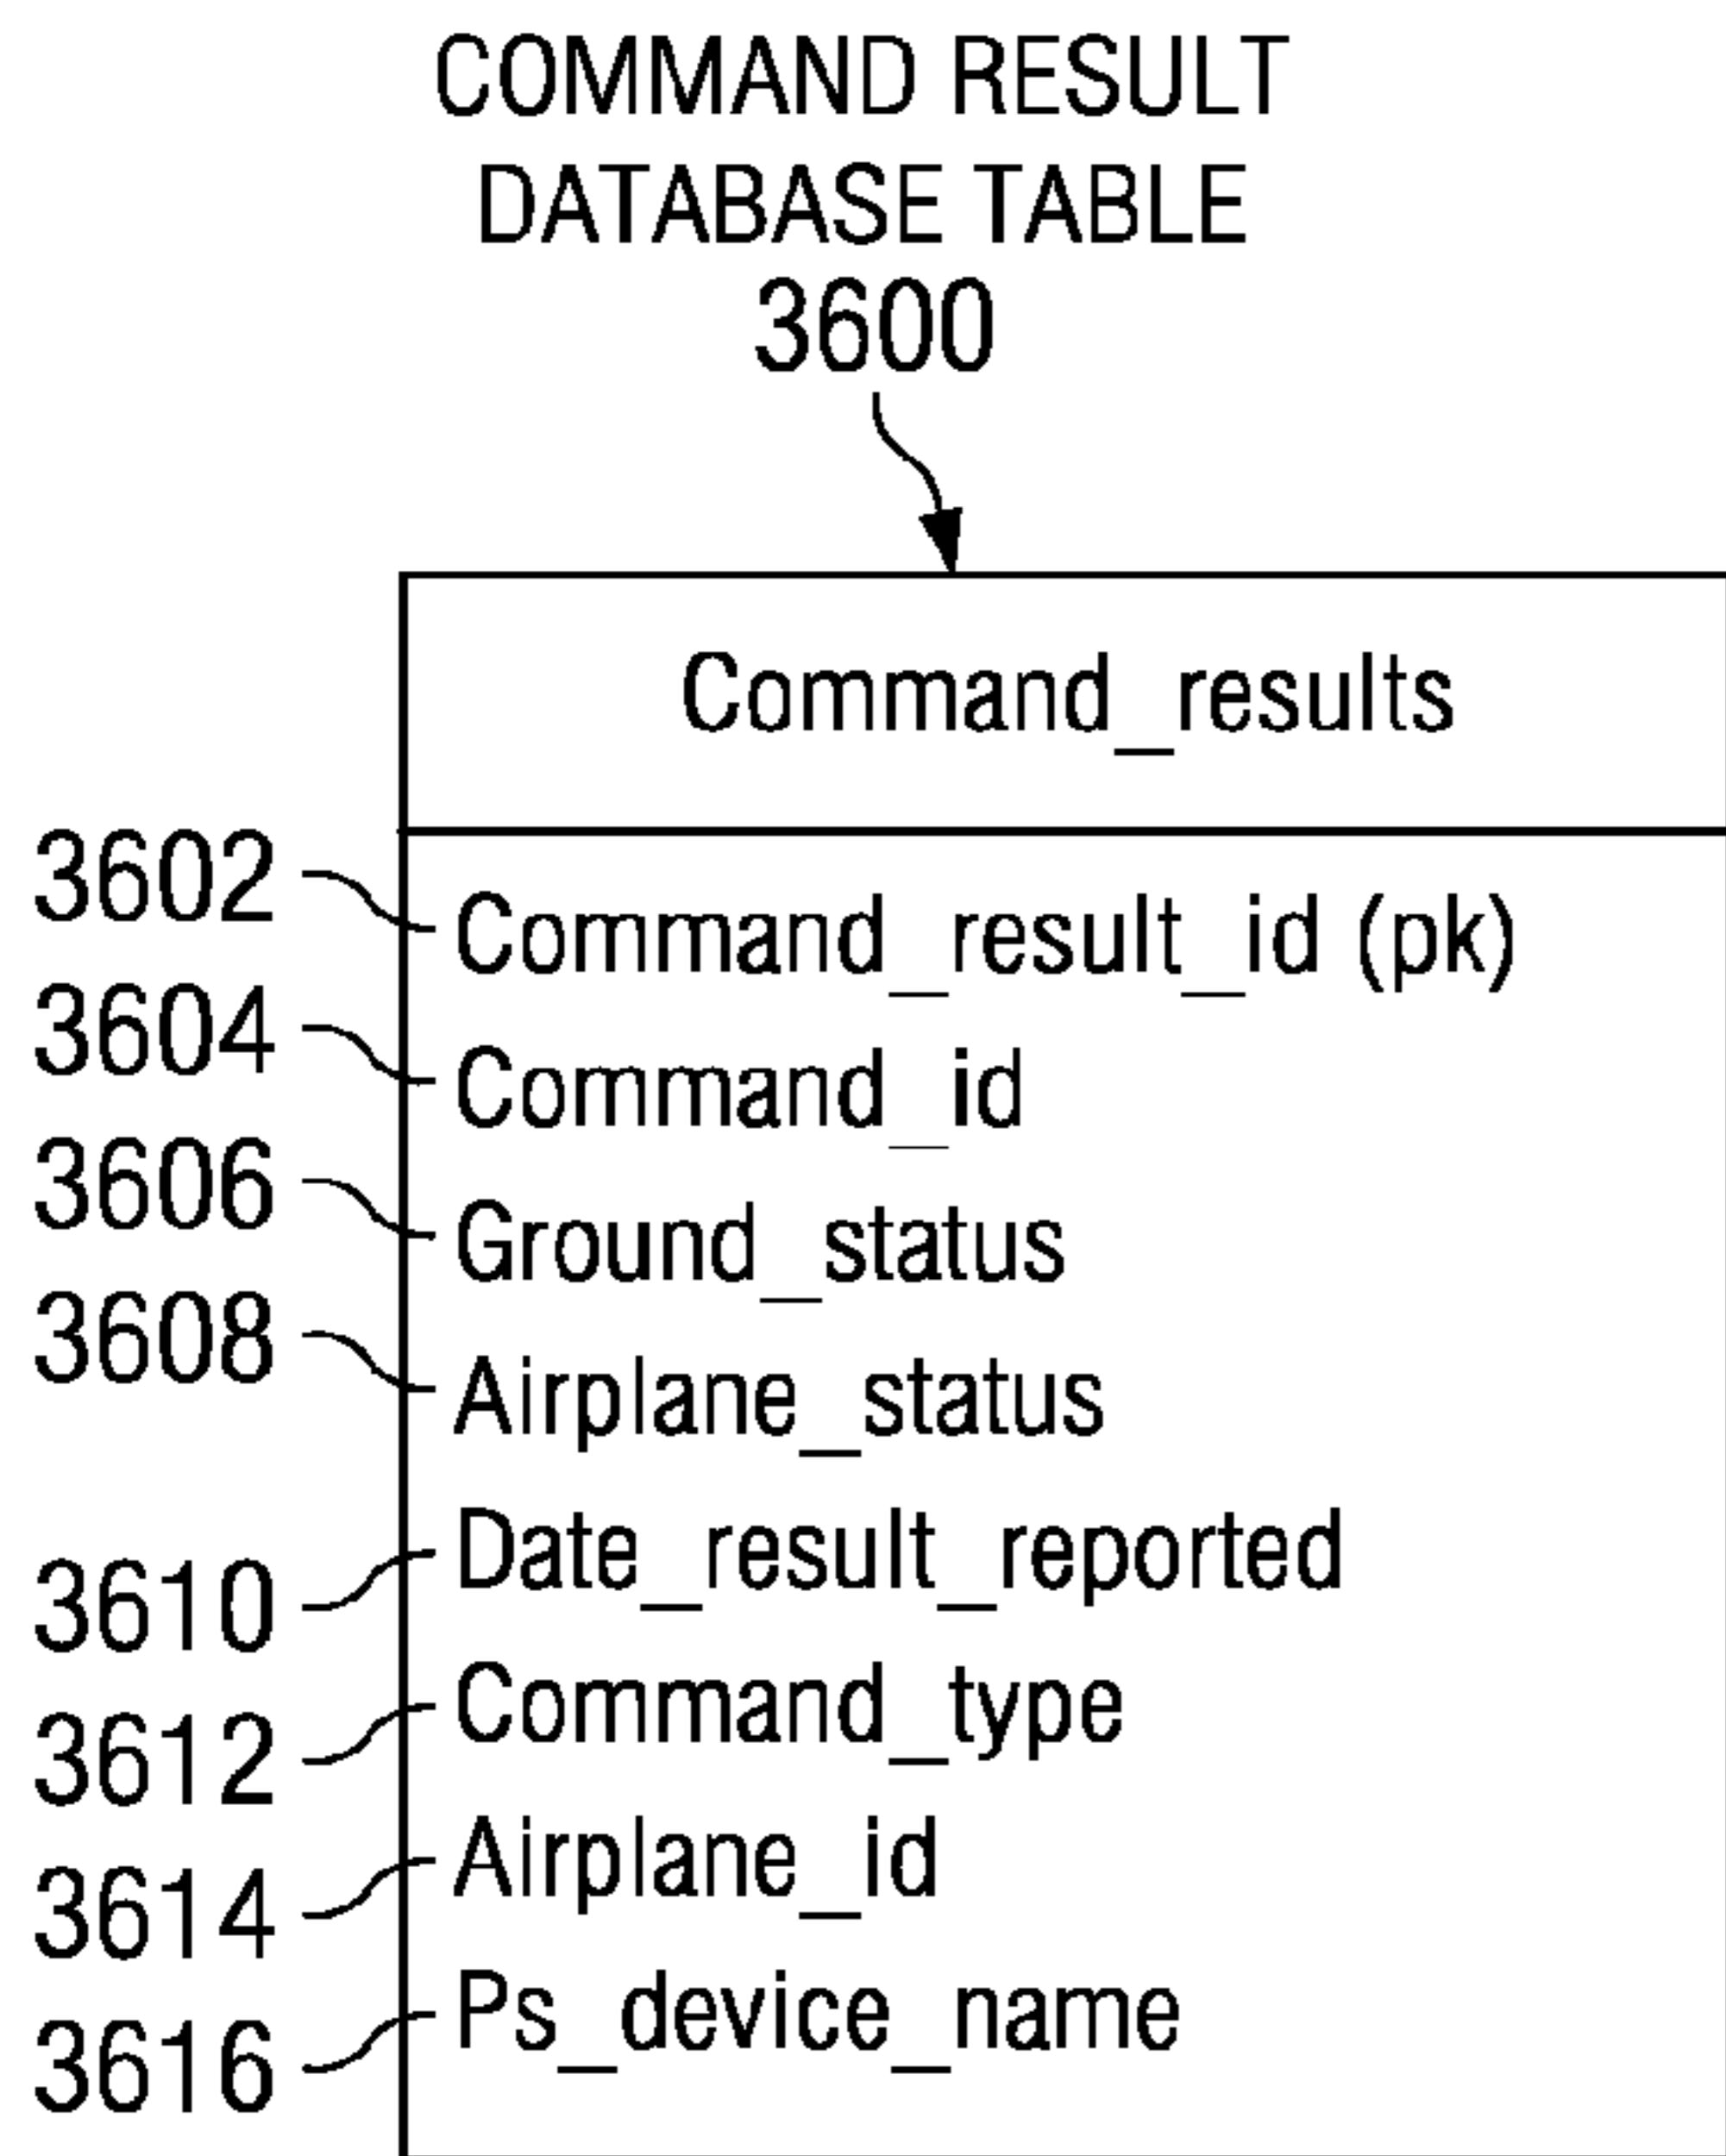 COMMAND RESULT
DATABASE TABLE
3600
Command_results
3602 Command_result_id (pk)
3604 Command_id
3606 Ground_status
3608 Airplane_status
3610 Date_result_reported
3612 Command_type
3614 Airplane_id
3616 Ps_device_name